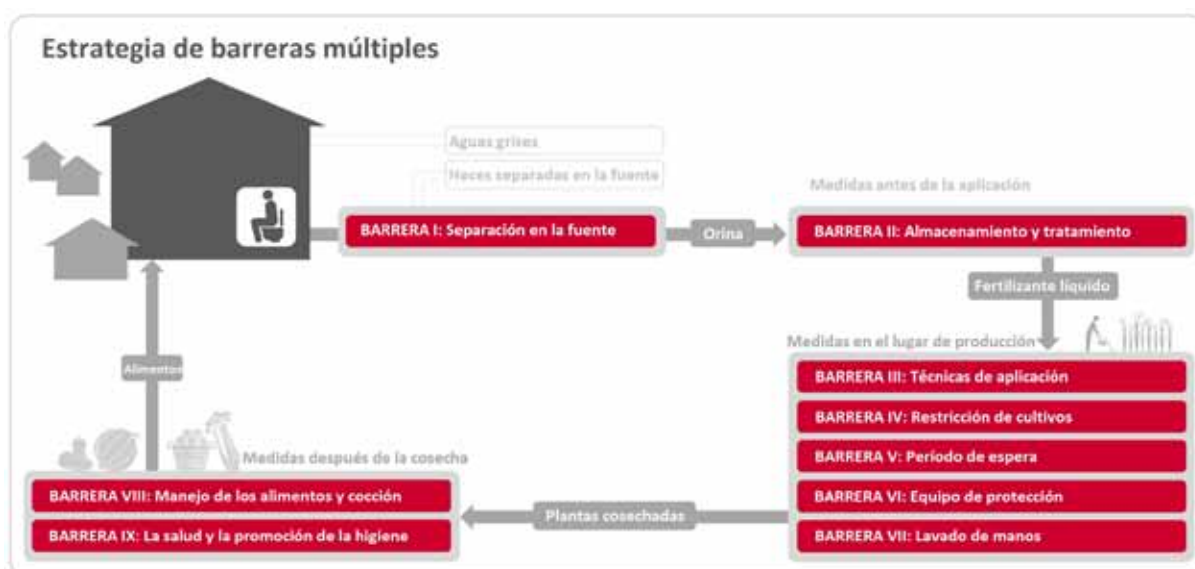 Estrategia de barreras múltiples
Aguas grises
Heces separadas en la fuente
BARRERA I: Separación en la fuente
Orina
Medidas antes de la aplicación
BARRERA II: Almacenamiento y tratamiento
Fertilizante líquido
Medidas en el lugar de producción
BARRERA III: Técnicas de aplicación
BARRERA IV: Restricción de cultivos
BARRERA V: Período de espera
BARRERA VI: Equipo de protección
BARRERA VII: Lavado de manos
Plantas cosechadas
Medidas después de la cosecha
BARRERA VIII: Manejo de los alimentos y cocción
BARRERA IX: La salud y la promoción de la higiene
Alimentos